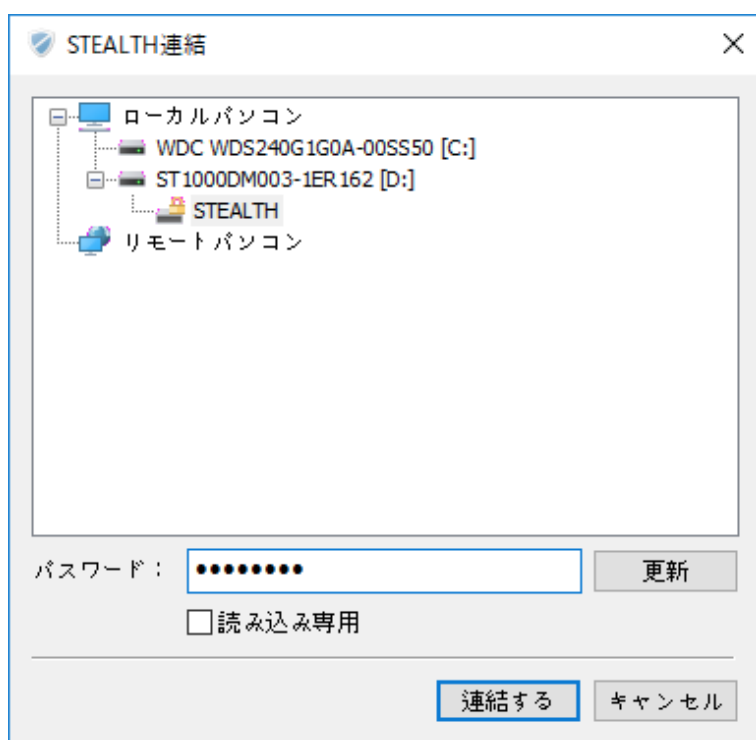 STEALTH連結
ローカルパソコン
WDC WDS240G1G0A-00SS50 [C:]
ST1000DM003-1ER162 [D:]
STEALTH
リモートパソコン
パスワード： ●●●●●●●● 更新
読み込み専用
連結する キャンセル